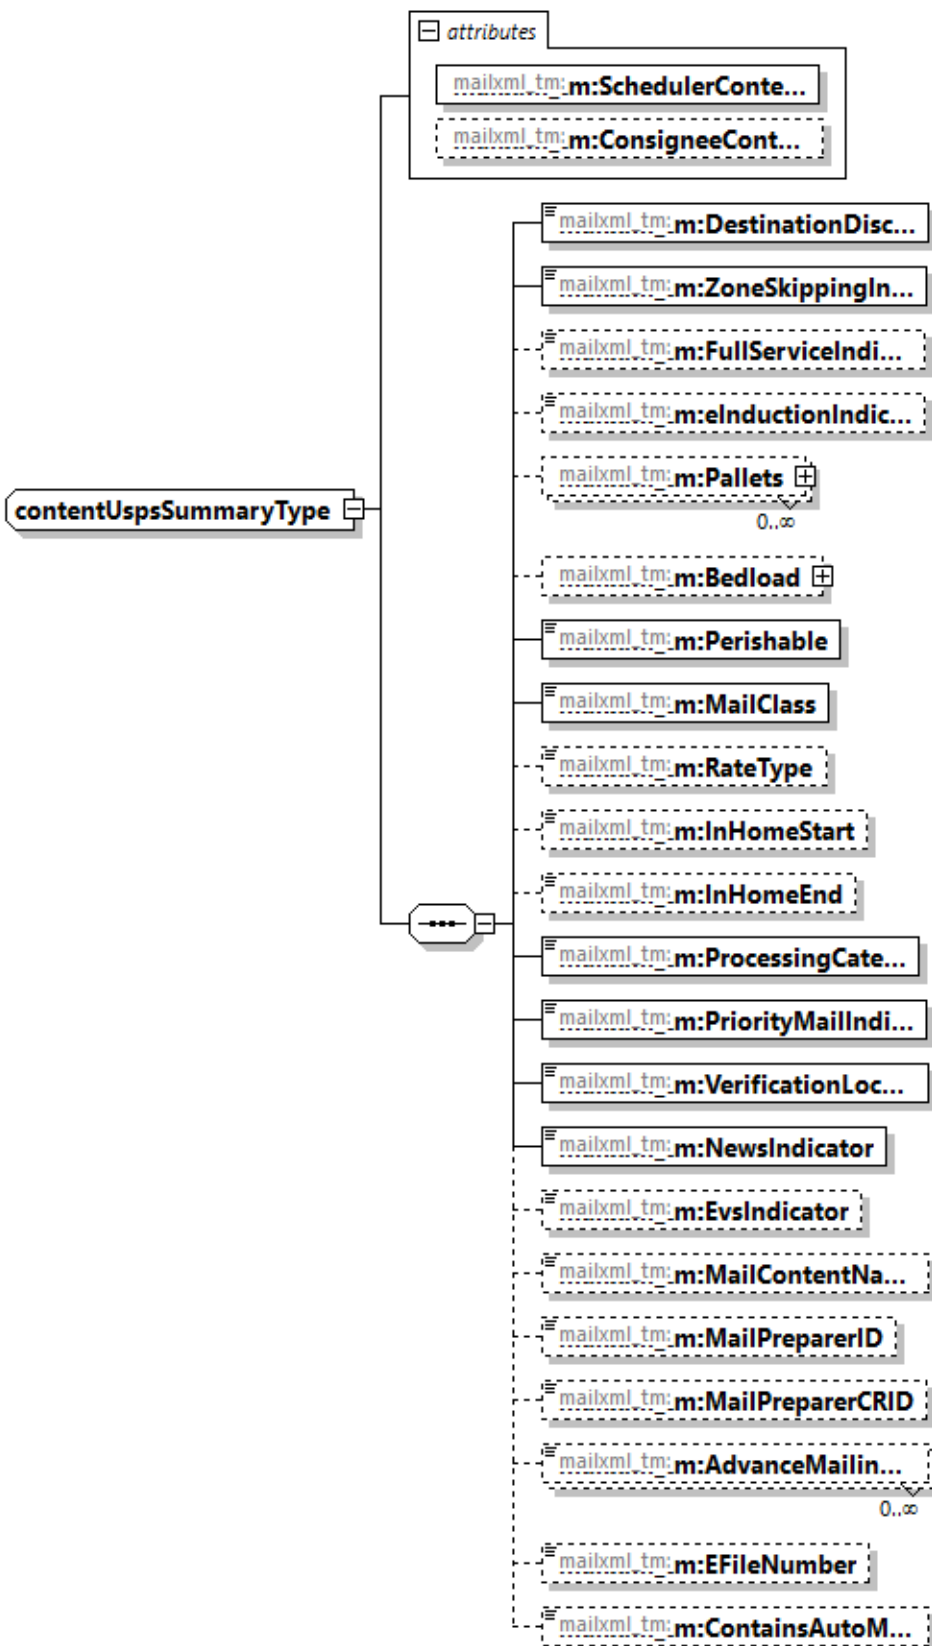 attributes
mailxml_tm:m:SchedulerConte...
mailxml_tm:m:ConsigneeCont...
mailxml_tm:m:DestinationDisc...
mailxml_tm:m:ZoneSkippingIn...
mailxml_tm:m:FullServiceIndi...
mailxml_tm:m:eInductionIndic...
mailxml_tm:m:Pallets
0..∞
contentUspsSummaryType
mailxml_tm:m:Bedload
mailxml_tm:m:Perishable
mailxml_tm:m:MailClass
mailxml_tm:m:RateType
mailxml_tm:m:InHomeStart
mailxml_tm:m:InHomeEnd
mailxml_tm:m:ProcessingCate...
mailxml_tm:m:PriorityMailIndi...
mailxml_tm:m:VerificationLoc...
mailxml_tm:m:NewsIndicator
mailxml_tm:m:EvsIndicator
mailxml_tm:m:MailContentNa...
mailxml_tm:m:MailPreparerID
mailxml_tm:m:MailPreparerCRID
mailxml_tm:m:AdvanceMailin...
0..∞
mailxml_tm:m:EFileNumber
mailxml_tm:m:ContainsAutoM...